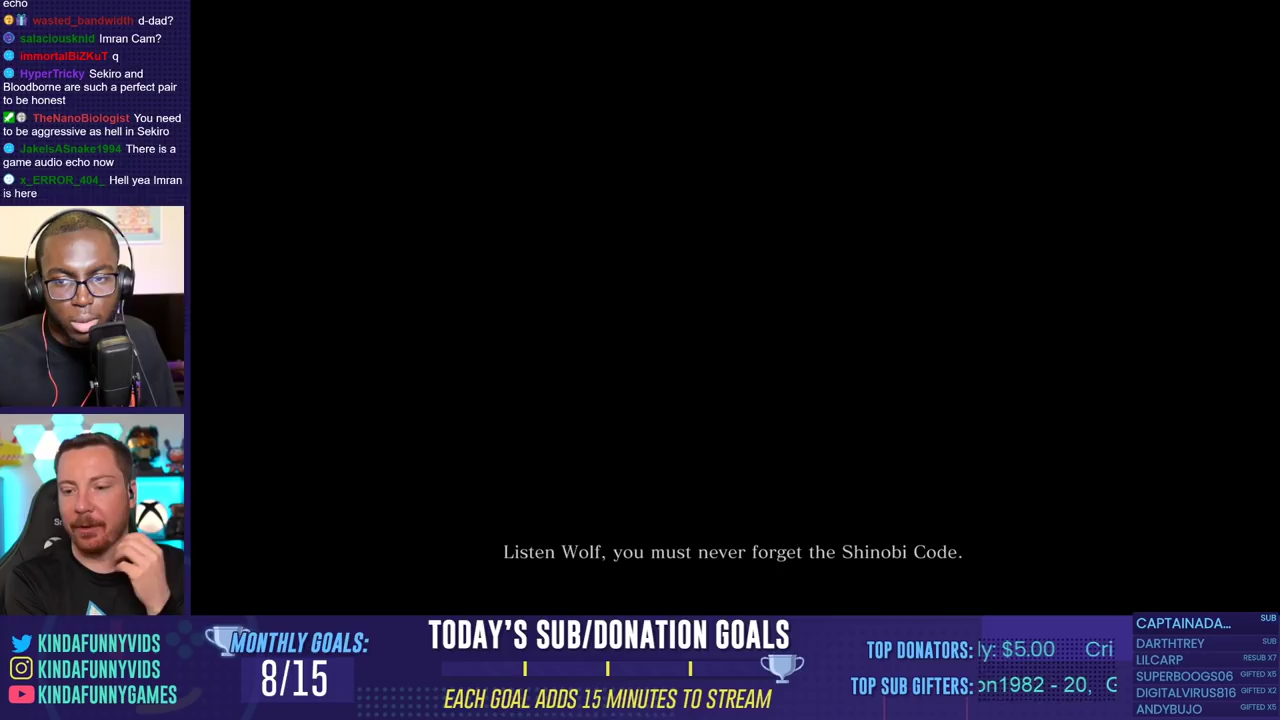 echo
wasted_bandwidth d-dad?
salaciousknid Imran Cam?
immortalBiZKuT q
HyperTricky Sekiro and
Bloodborne are such a perfect pair
to be honest
TheNanoBiologist You need
to be aggressive as hell in Sekiro
JakeIsASnake1994 There is a
game audio echo now
x_ERROR_404_ Hell yea Imran
is here
Listen Wolf, you must never forget the Shinobi Code.
KINDAFUNNYVIDS
KINDAFUNNYVIDS
KINDAFUNNYGAMES
MONTHLY GOALS:
8/15
TODAY'S SUB/DONATION GOALS
EACH GOAL ADDS 15 MINUTES TO STREAM
TOP DONATORS: ly: $5.00 Cri
TOP SUB GIFTERS: on1982 - 20, G
CAPTAINADA... SUB
DARTHTREY SUB
LILCARP RESUB X7
SUPERBOOGS06 GIFTED X5
DIGITALVIRUS816 GIFTED X2
ANDYBUJO GIFTED X5